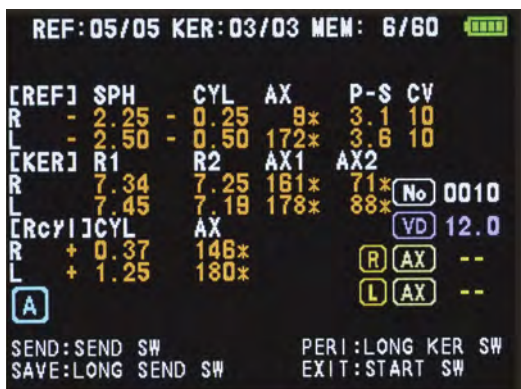 REF:05/05 KER:03/03 MEM: 6/60
[REF] SPH CYL AX P-S CV
R - 2.25 - 0.25 9* 3.1 10
L - 2.50 - 0.50 172* 3.6 10
[KER] R1 R2 AX1 AX2
R 7.34 7.25 161* 71*
L 7.45 7.19 178* 88*
No 0010
[Rcyl]CYL AX
VD 12.0
R + 0.37 146*
L + 1.25 180*
R AX --
L AX --
A
SEND:SEND SW PERI:LONG KER SW
SAVE:LONG SEND SW EXIT:START SW